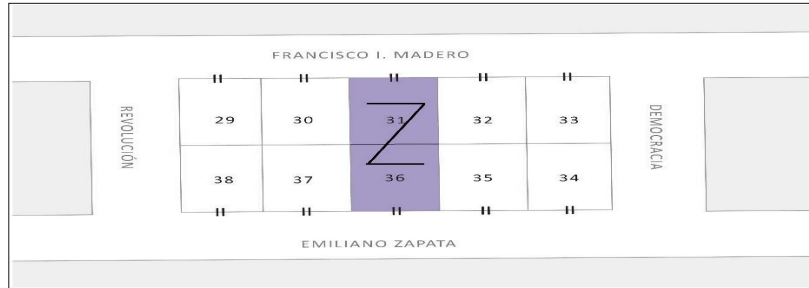 FRANCISCO I. MADERO
REVOLUCIÓN
29 30 31 32 33
DEMOCRACIA
Z
38 37 36 35 34
EMILIANO ZAPATA